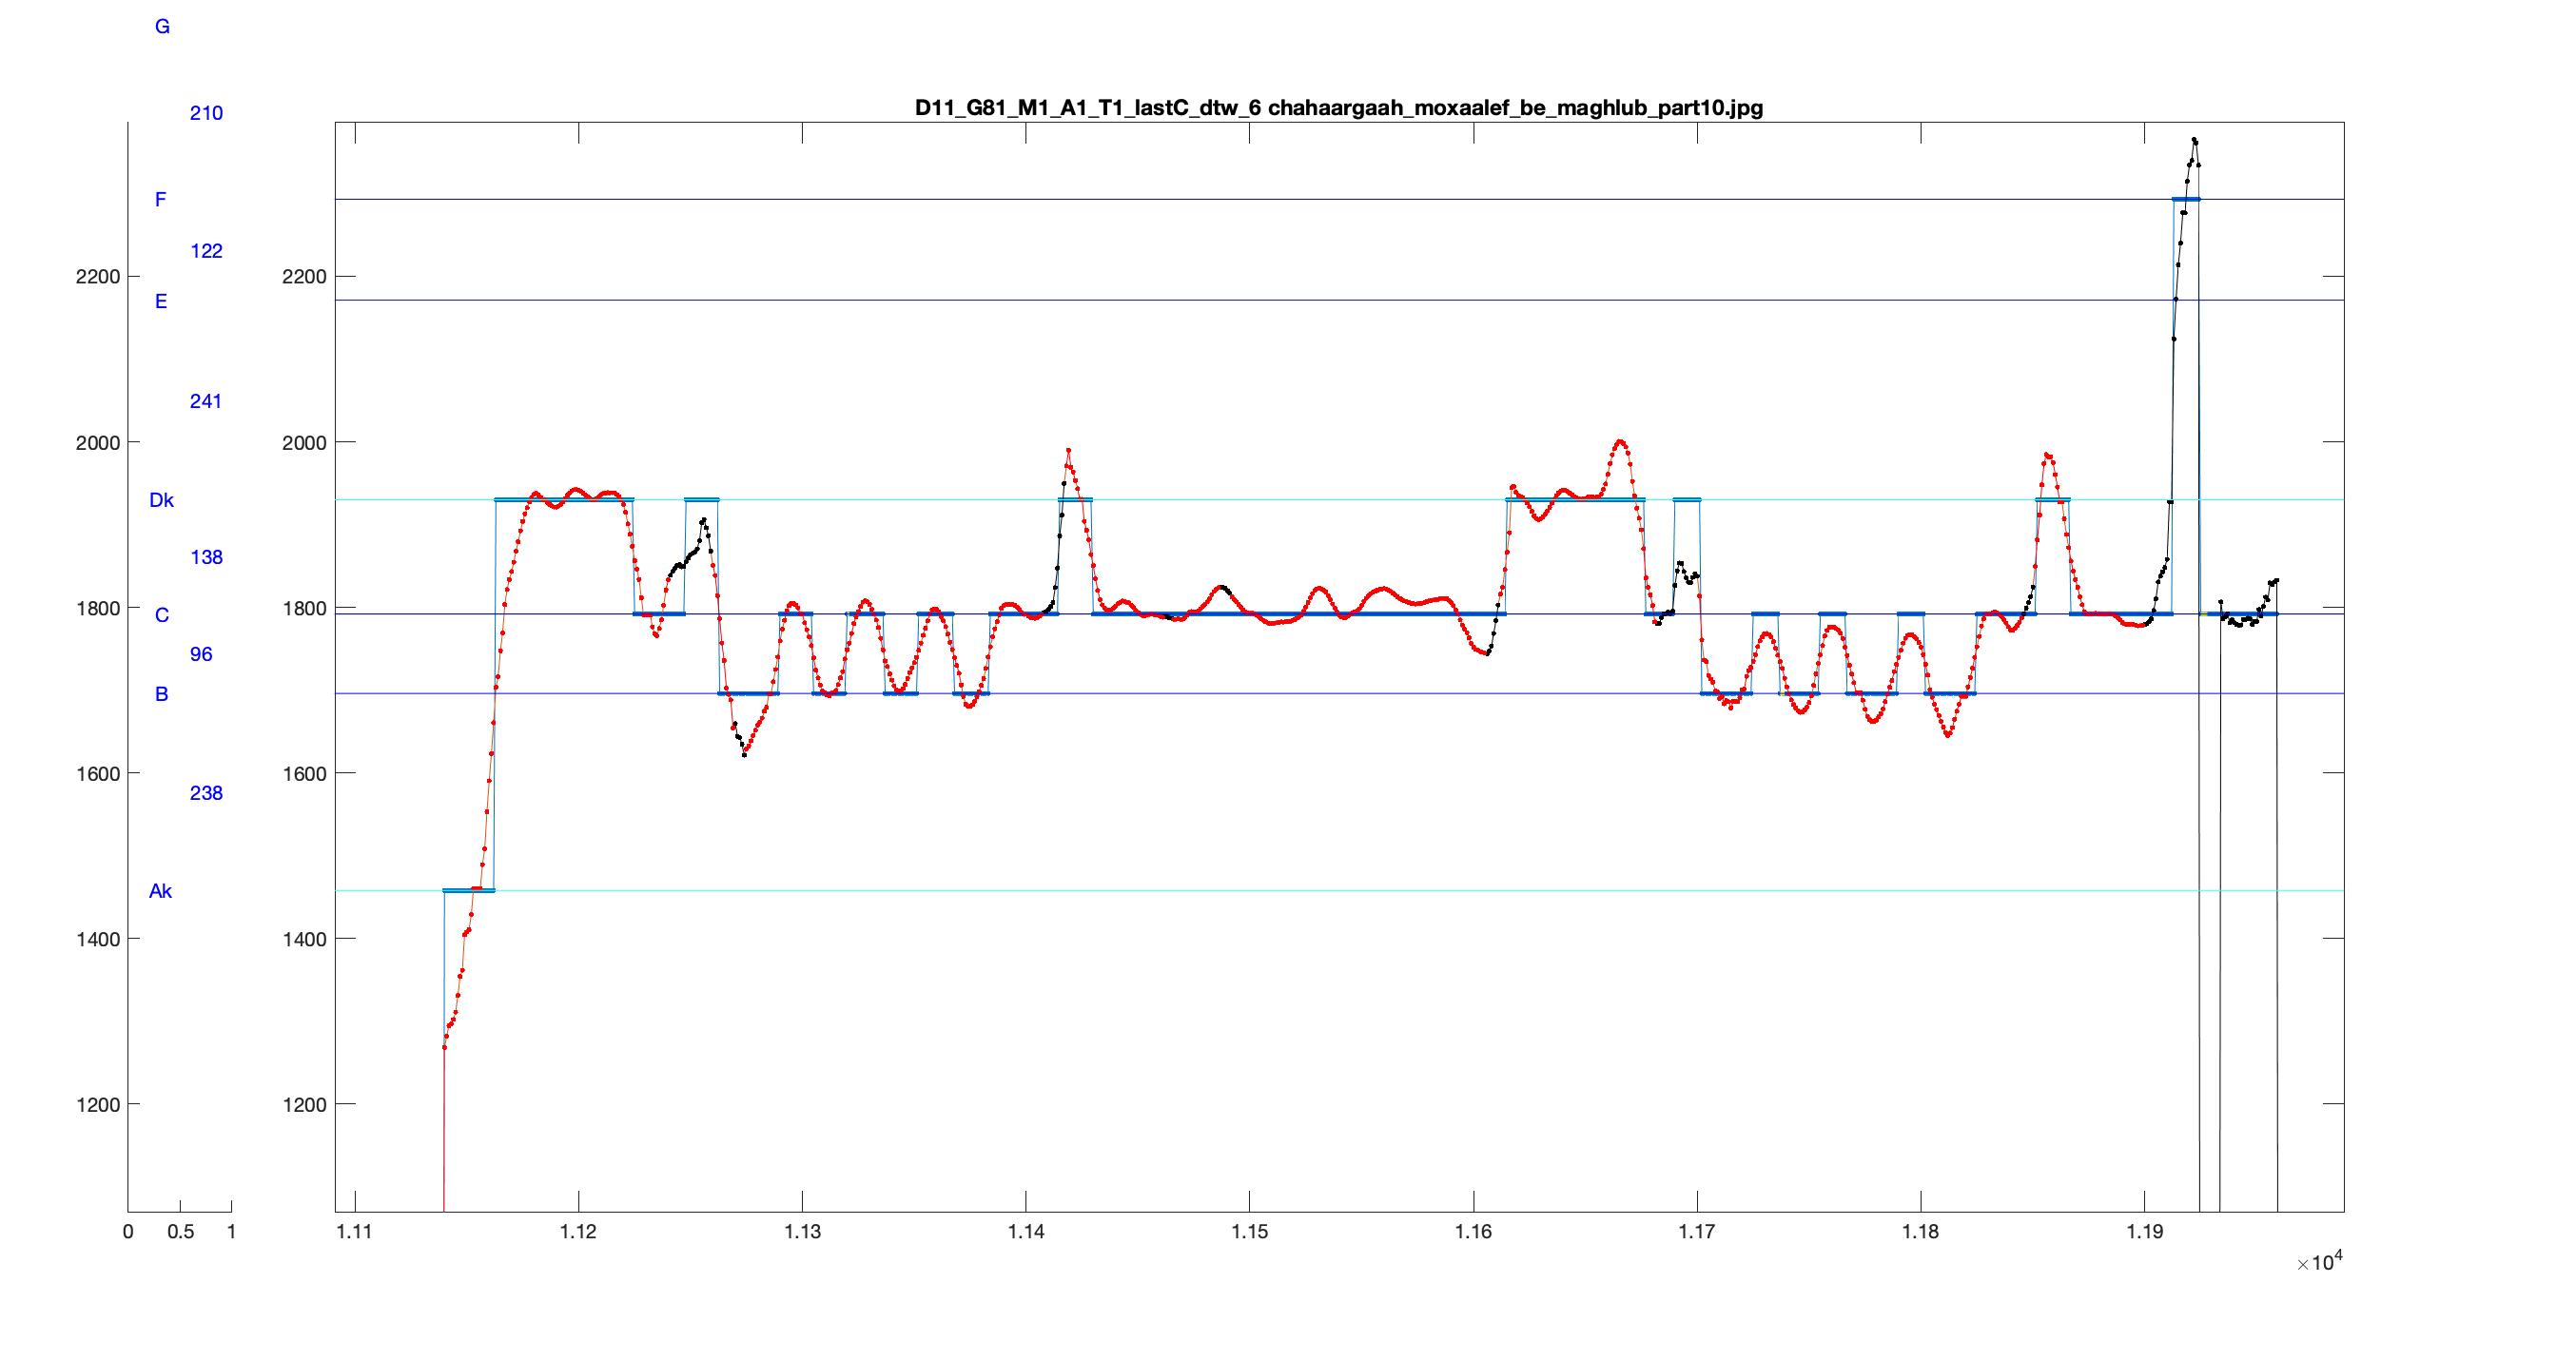 G
210
D11_G81_M1_A1_T1_lastC_dtw_6 chahaargaah_moxaalef_be_maghlub_part10.jpg
F
122
2200 2200
E
241
2000 2000
Dk
138
1800 1800
C
96
B
1600 1600
238
Ak
1400 1400
1200 1200
0 0.5 1 1.11 1.12 1.13 1.14 1.15 1.16 1.17 1.18 1.19
×10⁴